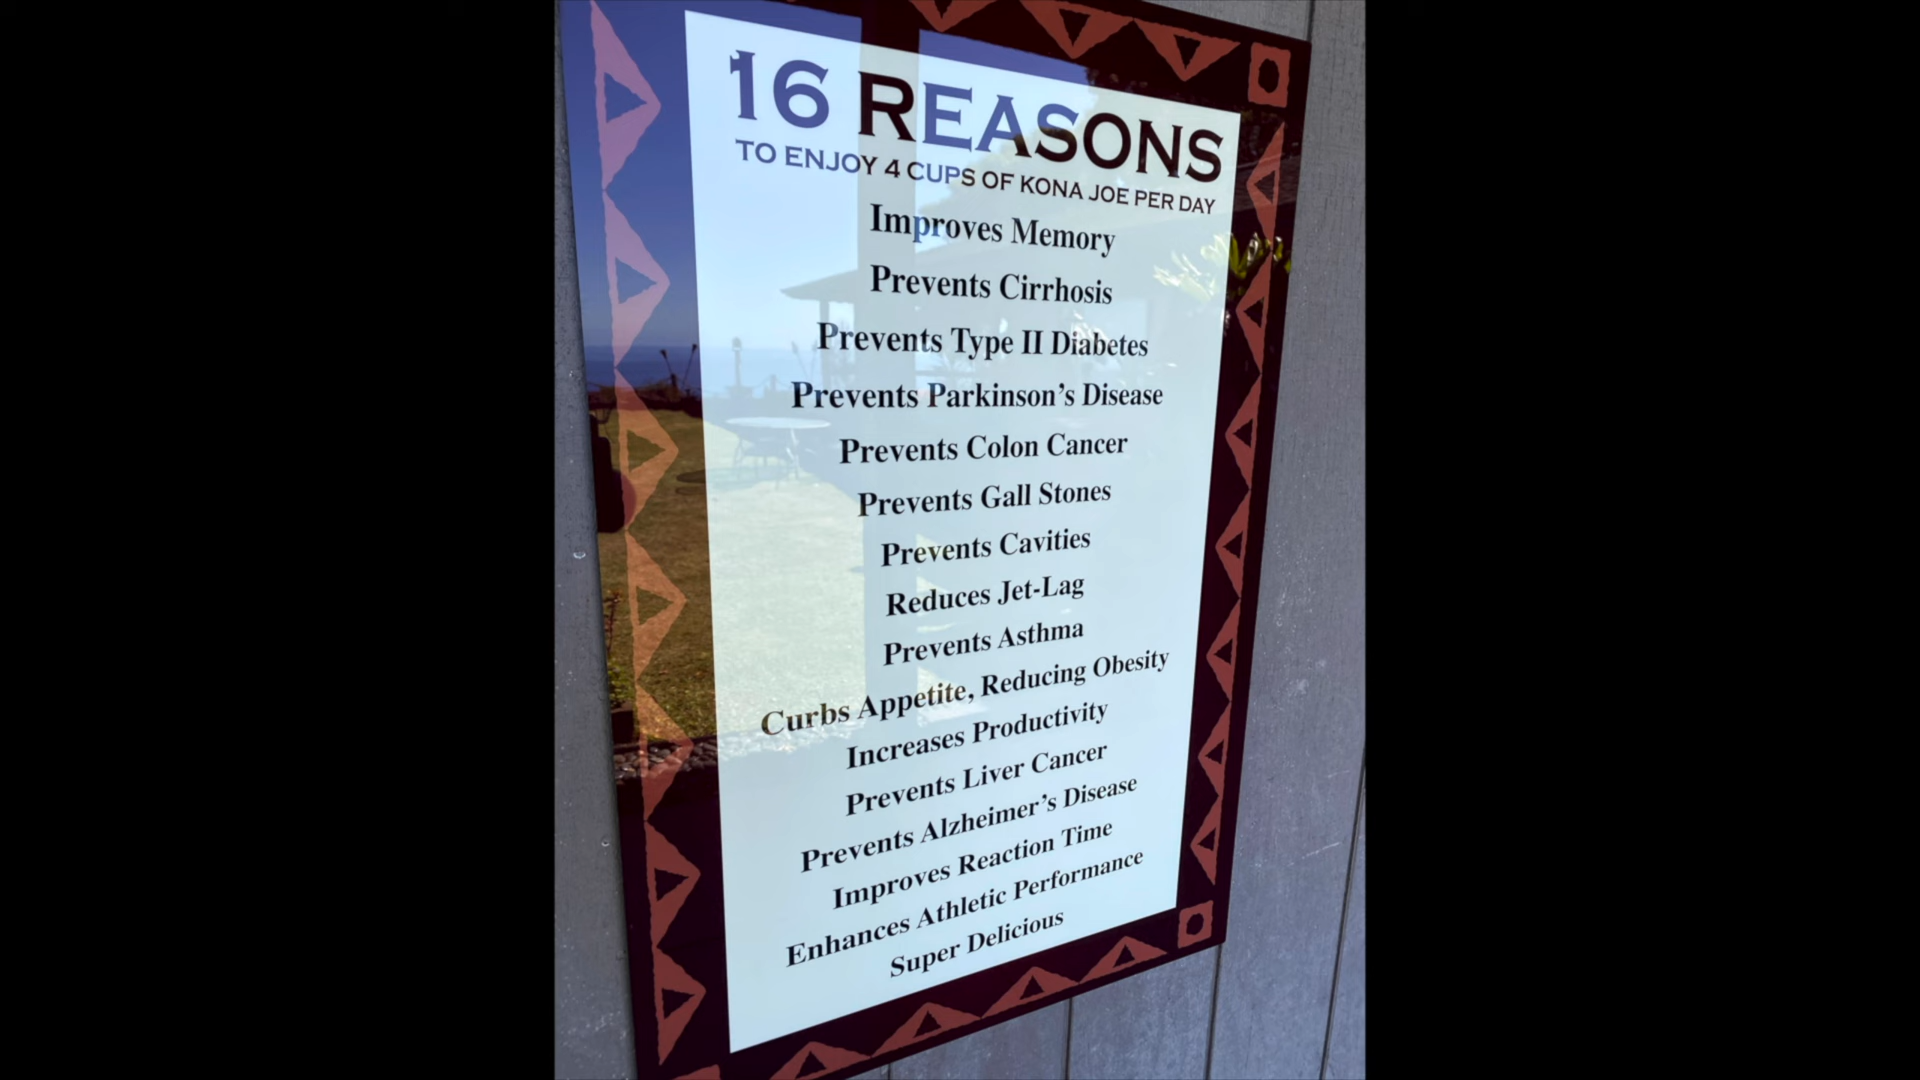 16 REASONS
TO ENJOY 4 CUPS OF KONA JOE PER DAY
Improves Memory
Prevents Cirrhosis
Prevents Type II Diabetes
Prevents Parkinson's Disease
Prevents Colon Cancer
Prevents Gall Stones
Prevents Cavities
Reduces Jet-Lag
Prevents Asthma
Curbs Appetite, Reducing Obesity
Increases Productivity
Prevents Liver Cancer
Prevents Alzheimer's Disease
Improves Reaction Time
Enhances Athletic Performance
Super Delicious